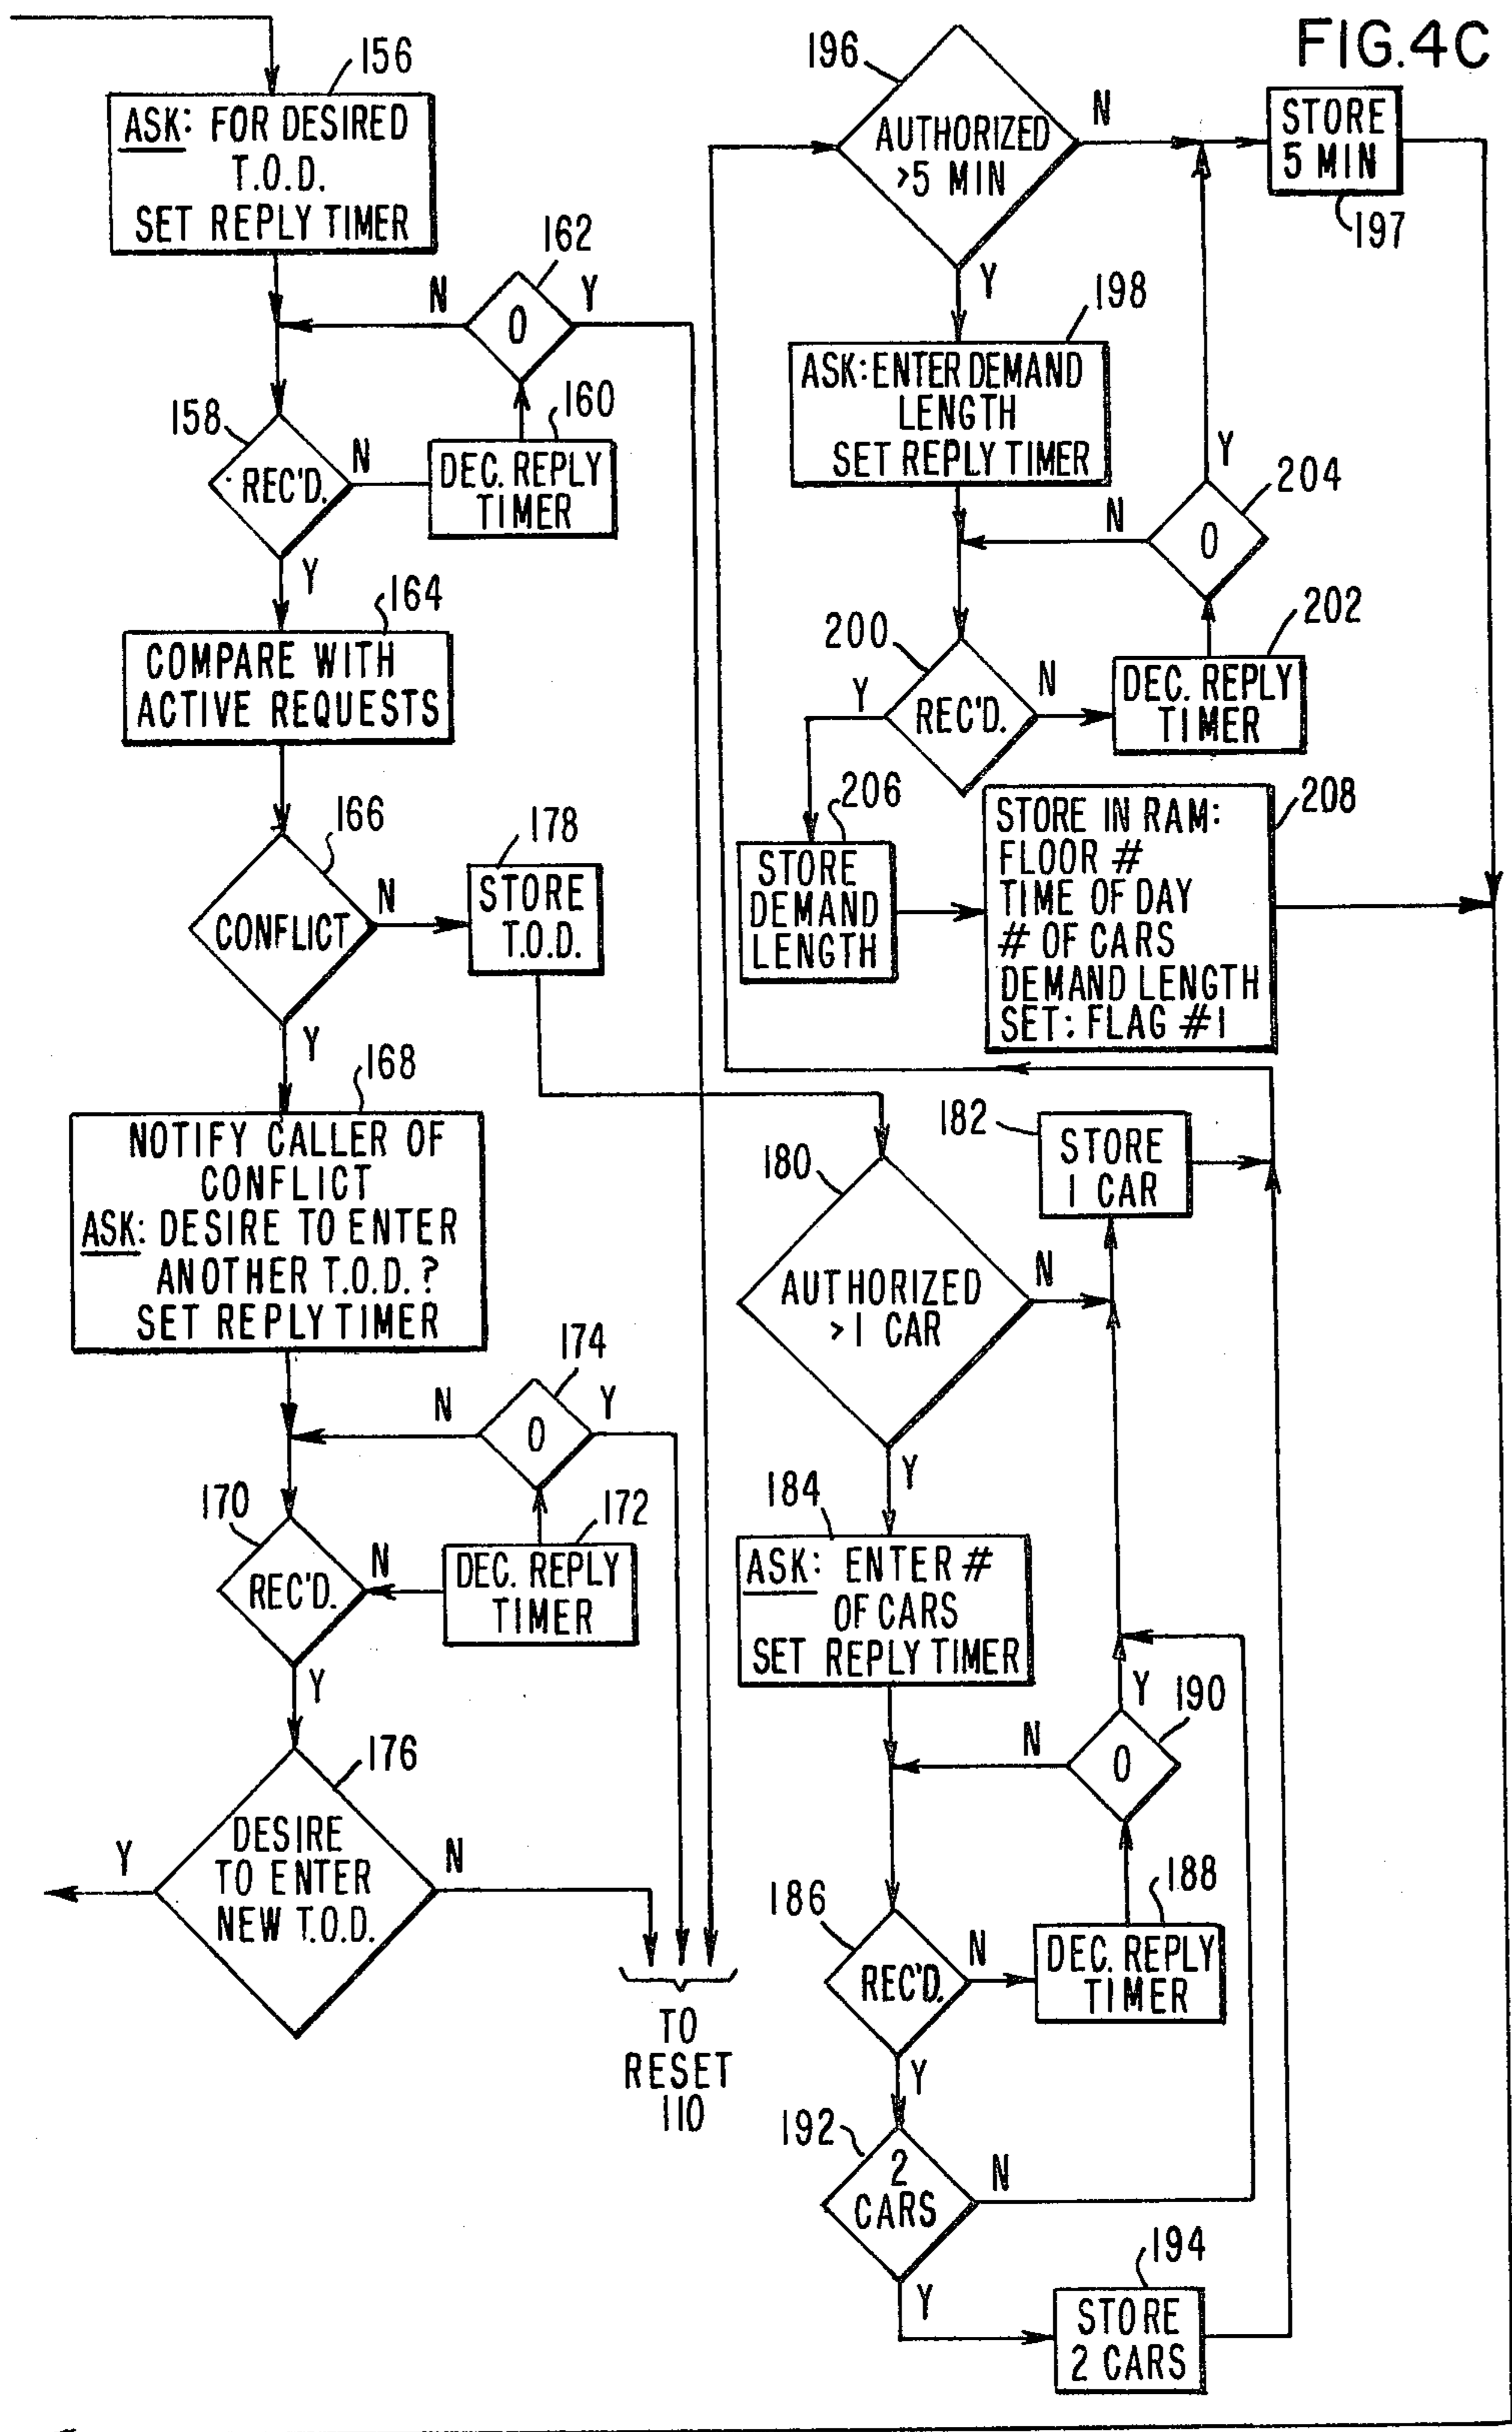 FIG. 4C
156
ASK: FOR DESIRED
T.O.D.
SET REPLY TIMER
162
N
0
Y
158
REC'D.
N
160
DEC. REPLY
TIMER
Y
164
COMPARE WITH
ACTIVE REQUESTS
166
CONFLICT
N
178
STORE
T.O.D.
Y
168
NOTIFY CALLER OF
CONFLICT
ASK: DESIRE TO ENTER
ANOTHER T.O.D.?
SET REPLY TIMER
174
N
0
Y
170
REC'D.
N
172
DEC. REPLY
TIMER
Y
176
DESIRE
TO ENTER
NEW T.O.D.
Y
N
TO
RESET
110
196
AUTHORIZED
>5 MIN
N
STORE
5 MIN
197
Y
198
ASK: ENTER DEMAND
LENGTH
SET REPLY TIMER
Y
204
N
0
200
REC'D.
Y
N
202
DEC. REPLY
TIMER
206
STORE
DEMAND
LENGTH
208
STORE IN RAM:
FLOOR #
TIME OF DAY
# OF CARS
DEMAND LENGTH
SET: FLAG #1
182
STORE
1 CAR
180
AUTHORIZED
>1 CAR
N
Y
184
ASK: ENTER #
OF CARS
SET REPLY TIMER
Y
190
N
0
186
REC'D.
N
188
DEC. REPLY
TIMER
Y
192
2
CARS
N
Y
194
STORE
2 CARS